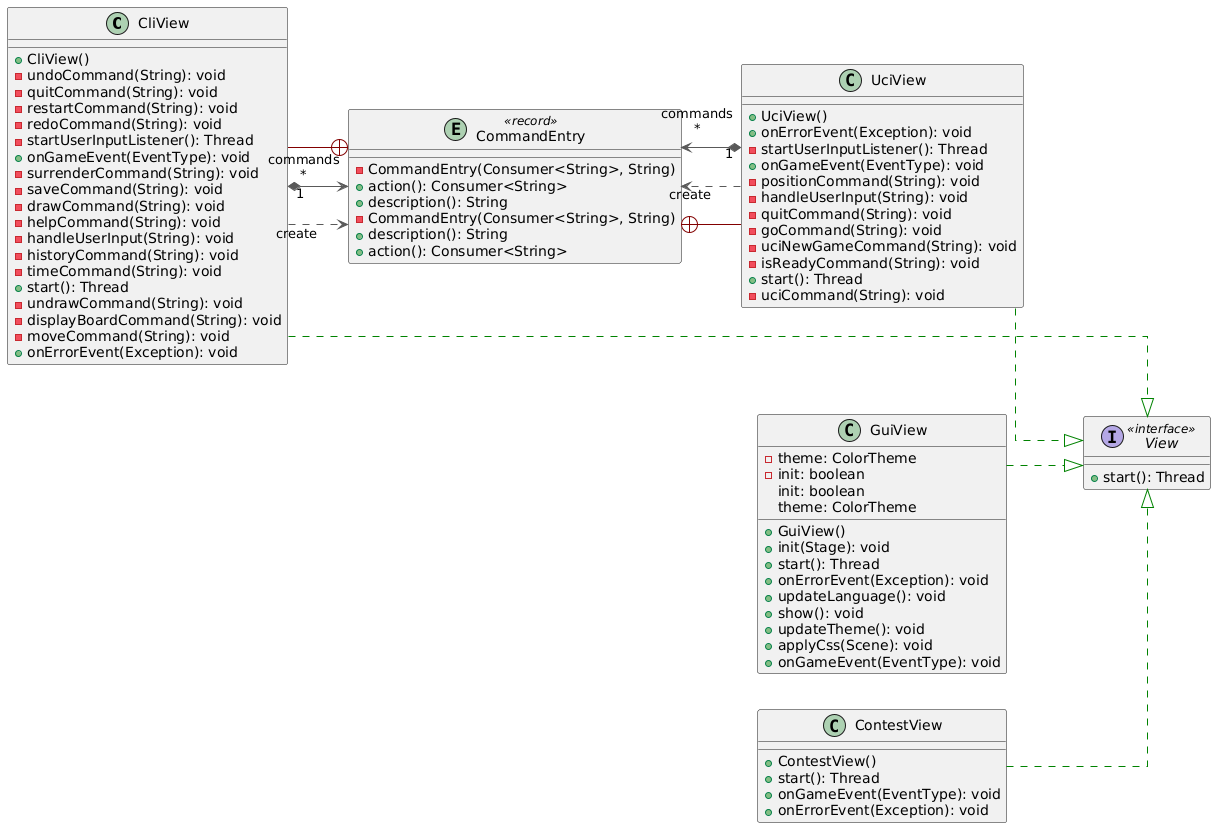 C CliView
CliView()
undoCommand(String): void
quitCommand(String): void
restartCommand(String): void
redoCommand(String): void
startUserInputListener(): Thread
onGameEvent(EventType): void
surrenderCommand(String): void
saveCommand(String): void
drawCommand(String): void
helpCommand(String): void
handleUserInput(String): void
historyCommand(String): void
timeCommand(String): void
start(): Thread
undrawCommand(String): void
displayBoardCommand(String): void
moveCommand(String): void
onErrorEvent(Exception): void
commands
*
1
create
E «record»
CommandEntry
CommandEntry(Consumer<String>, String)
action(): Consumer<String>
description(): String
CommandEntry(Consumer<String>, String)
description(): String
action(): Consumer<String>
commands
*
1
create
C UciView
UciView()
onErrorEvent(Exception): void
startUserInputListener(): Thread
onGameEvent(EventType): void
positionCommand(String): void
handleUserInput(String): void
quitCommand(String): void
goCommand(String): void
uciNewGameCommand(String): void
isReadyCommand(String): void
start(): Thread
uciCommand(String): void
C GuiView
theme: ColorTheme
init: boolean
init: boolean
theme: ColorTheme
GuiView()
init(Stage): void
start(): Thread
onErrorEvent(Exception): void
updateLanguage(): void
show(): void
updateTheme(): void
applyCss(Scene): void
onGameEvent(EventType): void
I «interface»
View
start(): Thread
C ContestView
ContestView()
start(): Thread
onGameEvent(EventType): void
onErrorEvent(Exception): void